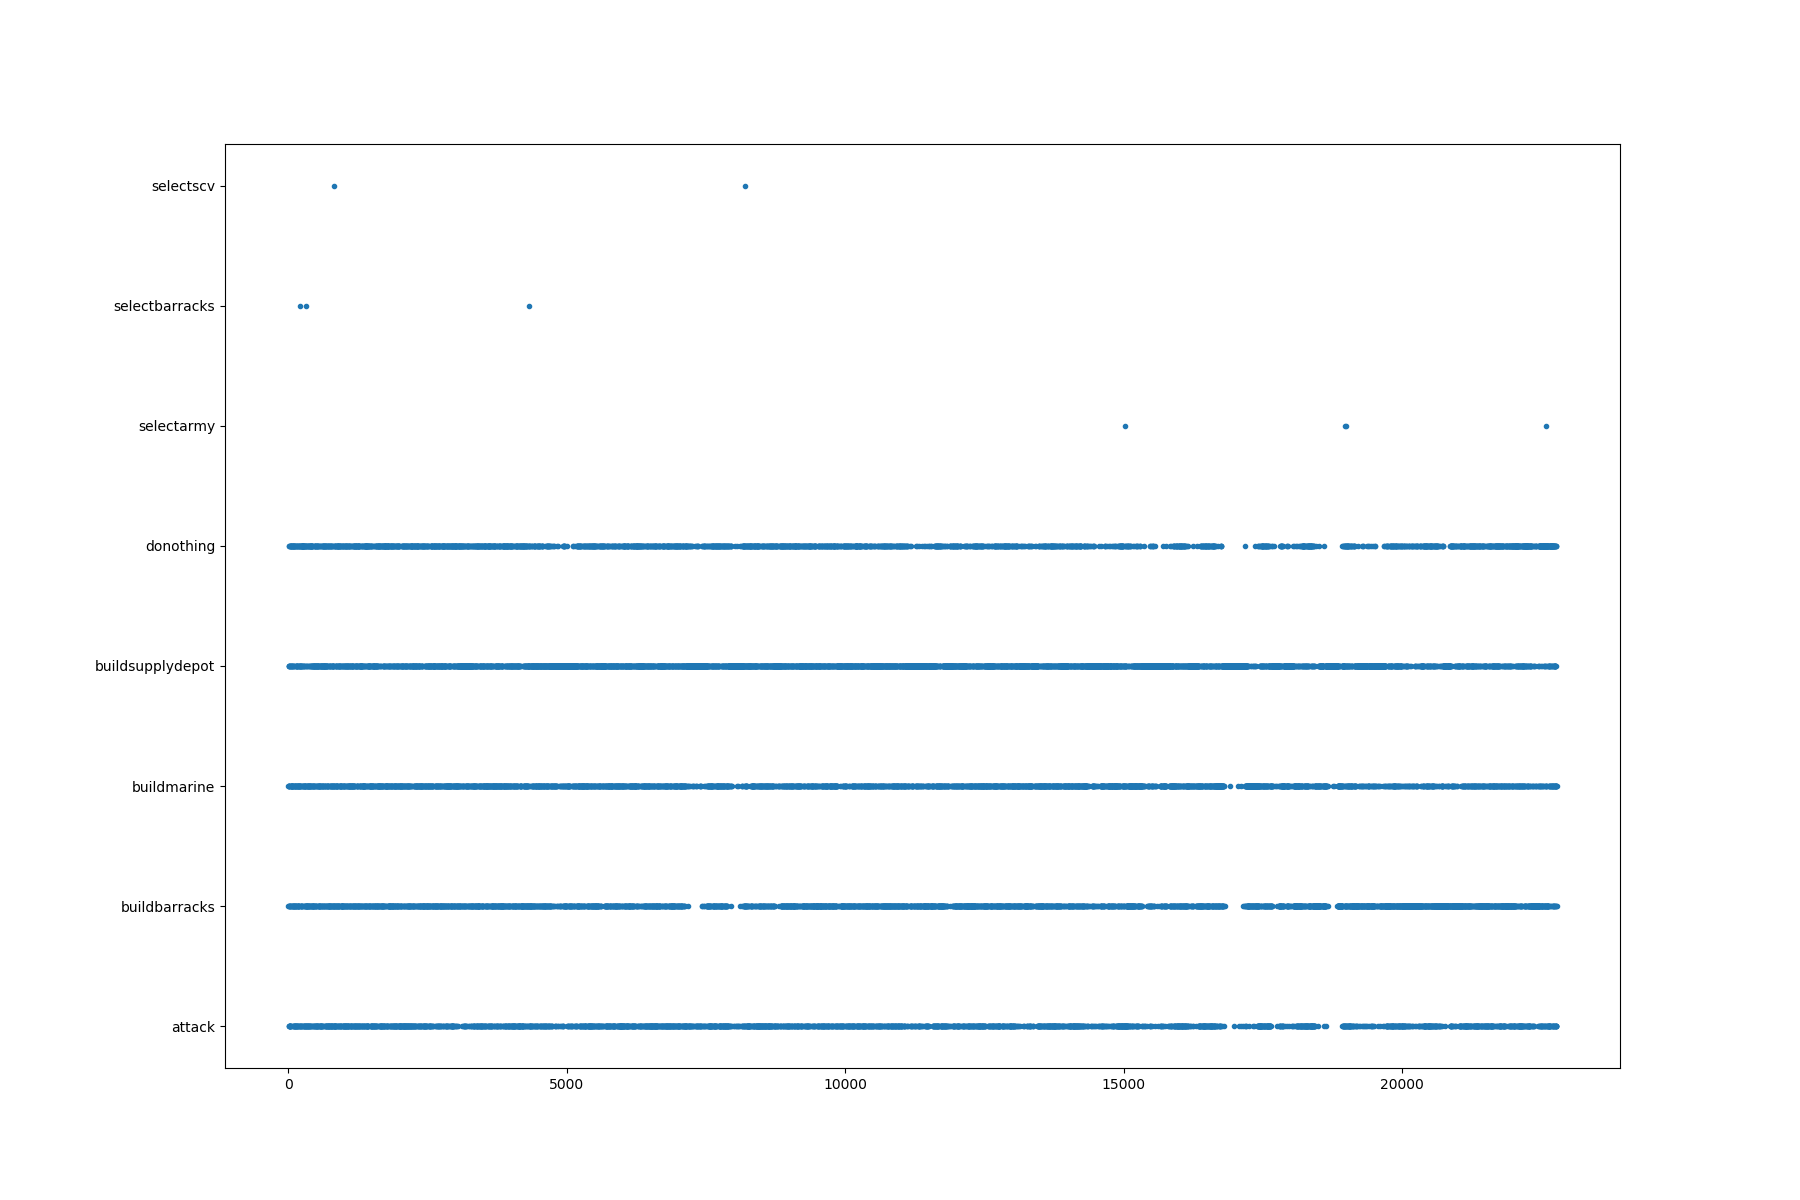 selectscv
selectbarracks
selectarmy
donothing
buildsupplydepot
buildmarine
buildbarracks
attack
0 5000 10000 15000 20000